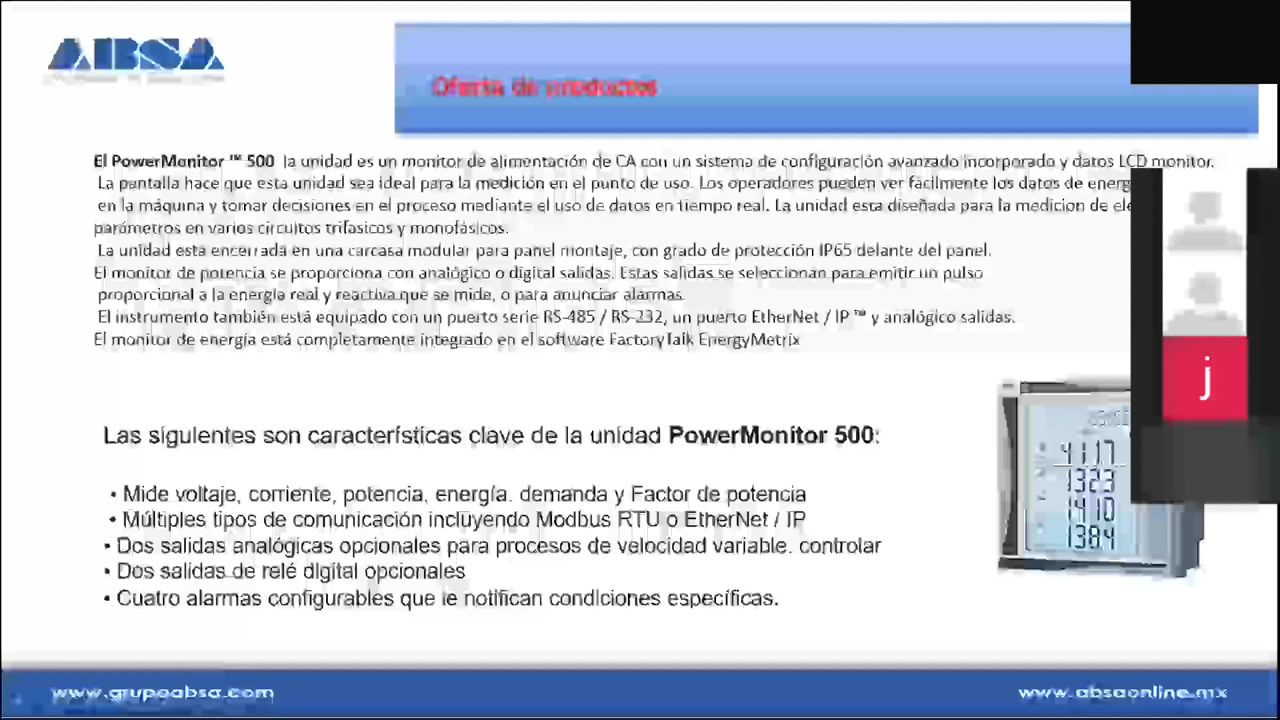 ABSA
Oferta de productos
El PowerMonitor ™ 500 la unidad es un monitor de alimentación de CA con un sistema de configuración avanzado incorporado y datos LCD monitor.
La pantalla hace que esta unidad sea ideal para la medición en el punto de uso. Los operadores pueden ver fácilmente los datos de energ
en la máquina y tomar decisiones en el proceso mediante el uso de datos en tiempo real. La unidad esta diseñada para la medicion de ele
parámetros en varios circuitos trifasicos y monofásicos.
La unidad está encerrada en una carcasa modular para panel montaje, con grado de protección IP65 delante del panel.
El monitor de potencia se proporciona con analógico o digital salidas. Estas salidas se seleccionan para emitir un pulso
proporcional a la energía real y reactiva que se mide, o para anunciar alarmas.
El instrumento también está equipado con un puerto serie RS-485 / RS-232, un puerto EtherNet / IP ™ y analógico salidas.
El monitor de energía está completamente integrado en el software FactoryTalk EnergyMetrix
j
Las siguientes son características clave de la unidad PowerMonitor 500:
4117
1323
1410
1384
• Mide voltaje, corriente, potencia, energía. demanda y Factor de potencia
• Múltiples tipos de comunicación incluyendo Modbus RTU o EtherNet / IP
• Dos salidas analógicas opcionales para procesos de velocidad variable. controlar
• Dos salidas de relé digital opcionales
• Cuatro alarmas configurables que le notifican condiciones específicas.
www.grupoabsa.com
www.absaonline.mx